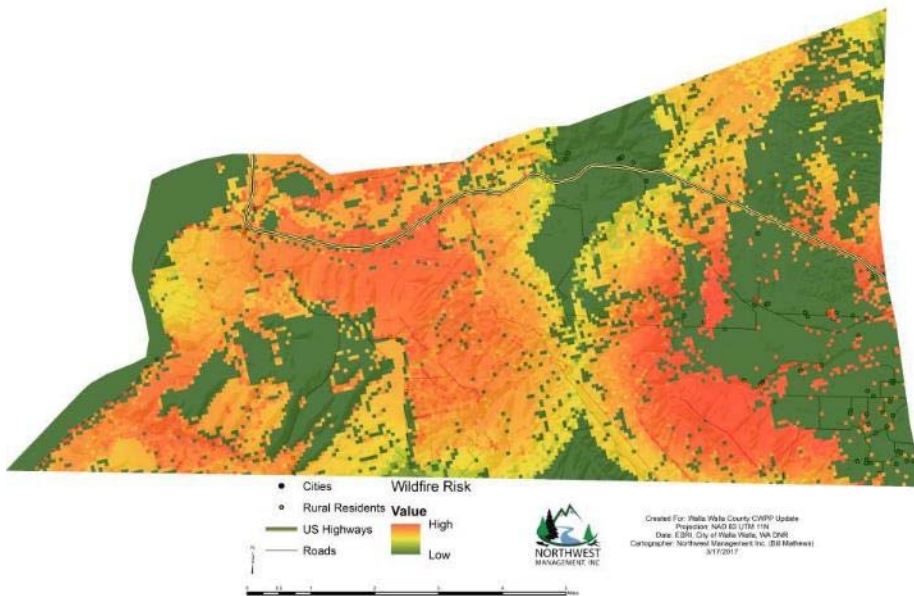 Cities
Rural Residents
US Highways
Roads
Wildfire Risk
Value
High
Low
NORTHWEST
MANAGEMENT, INC
Created For: Walla Walla County CWPP Update
Projection: NAD 83 UTM 11N
Data: ESRI, City of Walla Walla, WA DNR
Cartographer: Northwest Management Inc. (Bill Mathews)
3/17/2017
Miles